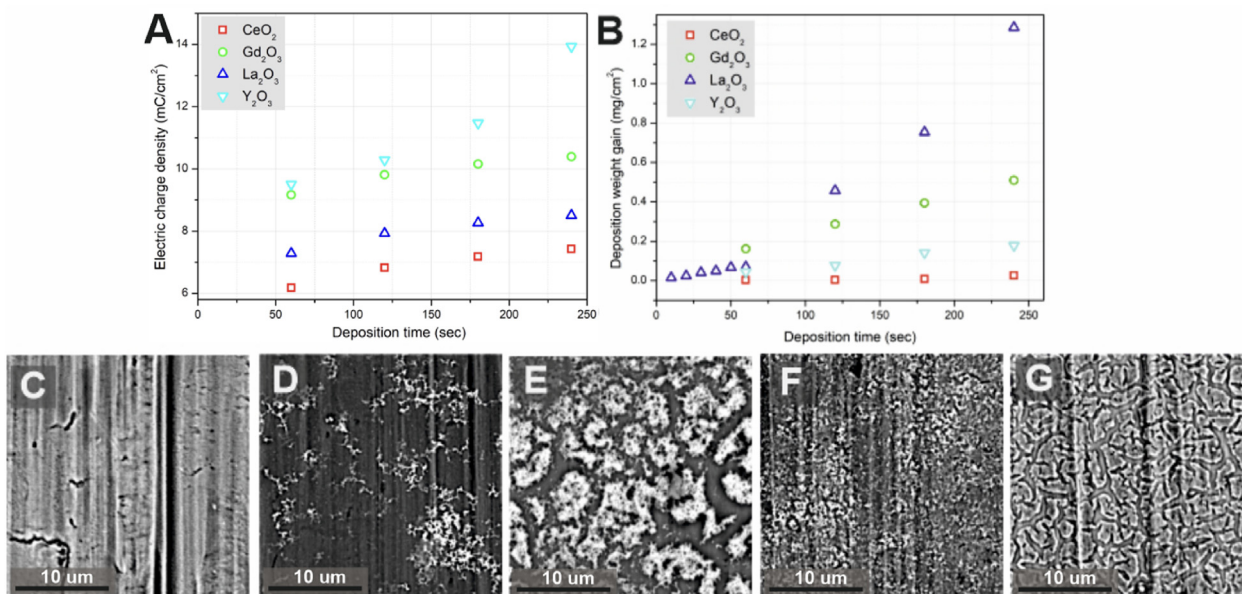 A
CeO₂
Gd₂O₃
La₂O₃
Y₂O₃
14
12
10
8
6
Electric charge density (mC/cm²)
0 50 100 150 200 250
Deposition time (sec)
B
CeO₂
Gd₂O₃
La₂O₃
Y₂O₃
1.2
1.0
0.8
0.6
0.4
0.2
0.0
Deposition weight gain (mg/cm²)
0 50 100 150 200 250
Deposition time (sec)
C
10 um
D
10 um
E
10 um
F
10 um
G
10 um